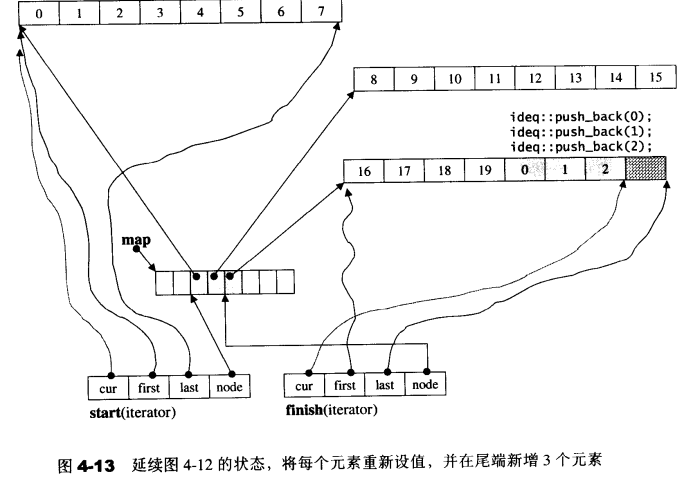 0 1 2 3 4 5 6 7
8 9 10 11 12 13 14 15
ideq::push_back(0);
ideq::push_back(1);
ideq::push_back(2);
16 17 18 19 0 1 2
map
cur first last node
start(iterator)
cur first last node
finish(iterator)
图 4-13 延续图 4-12 的状态，将每个元素重新设值，并在尾端新增 3 个元素